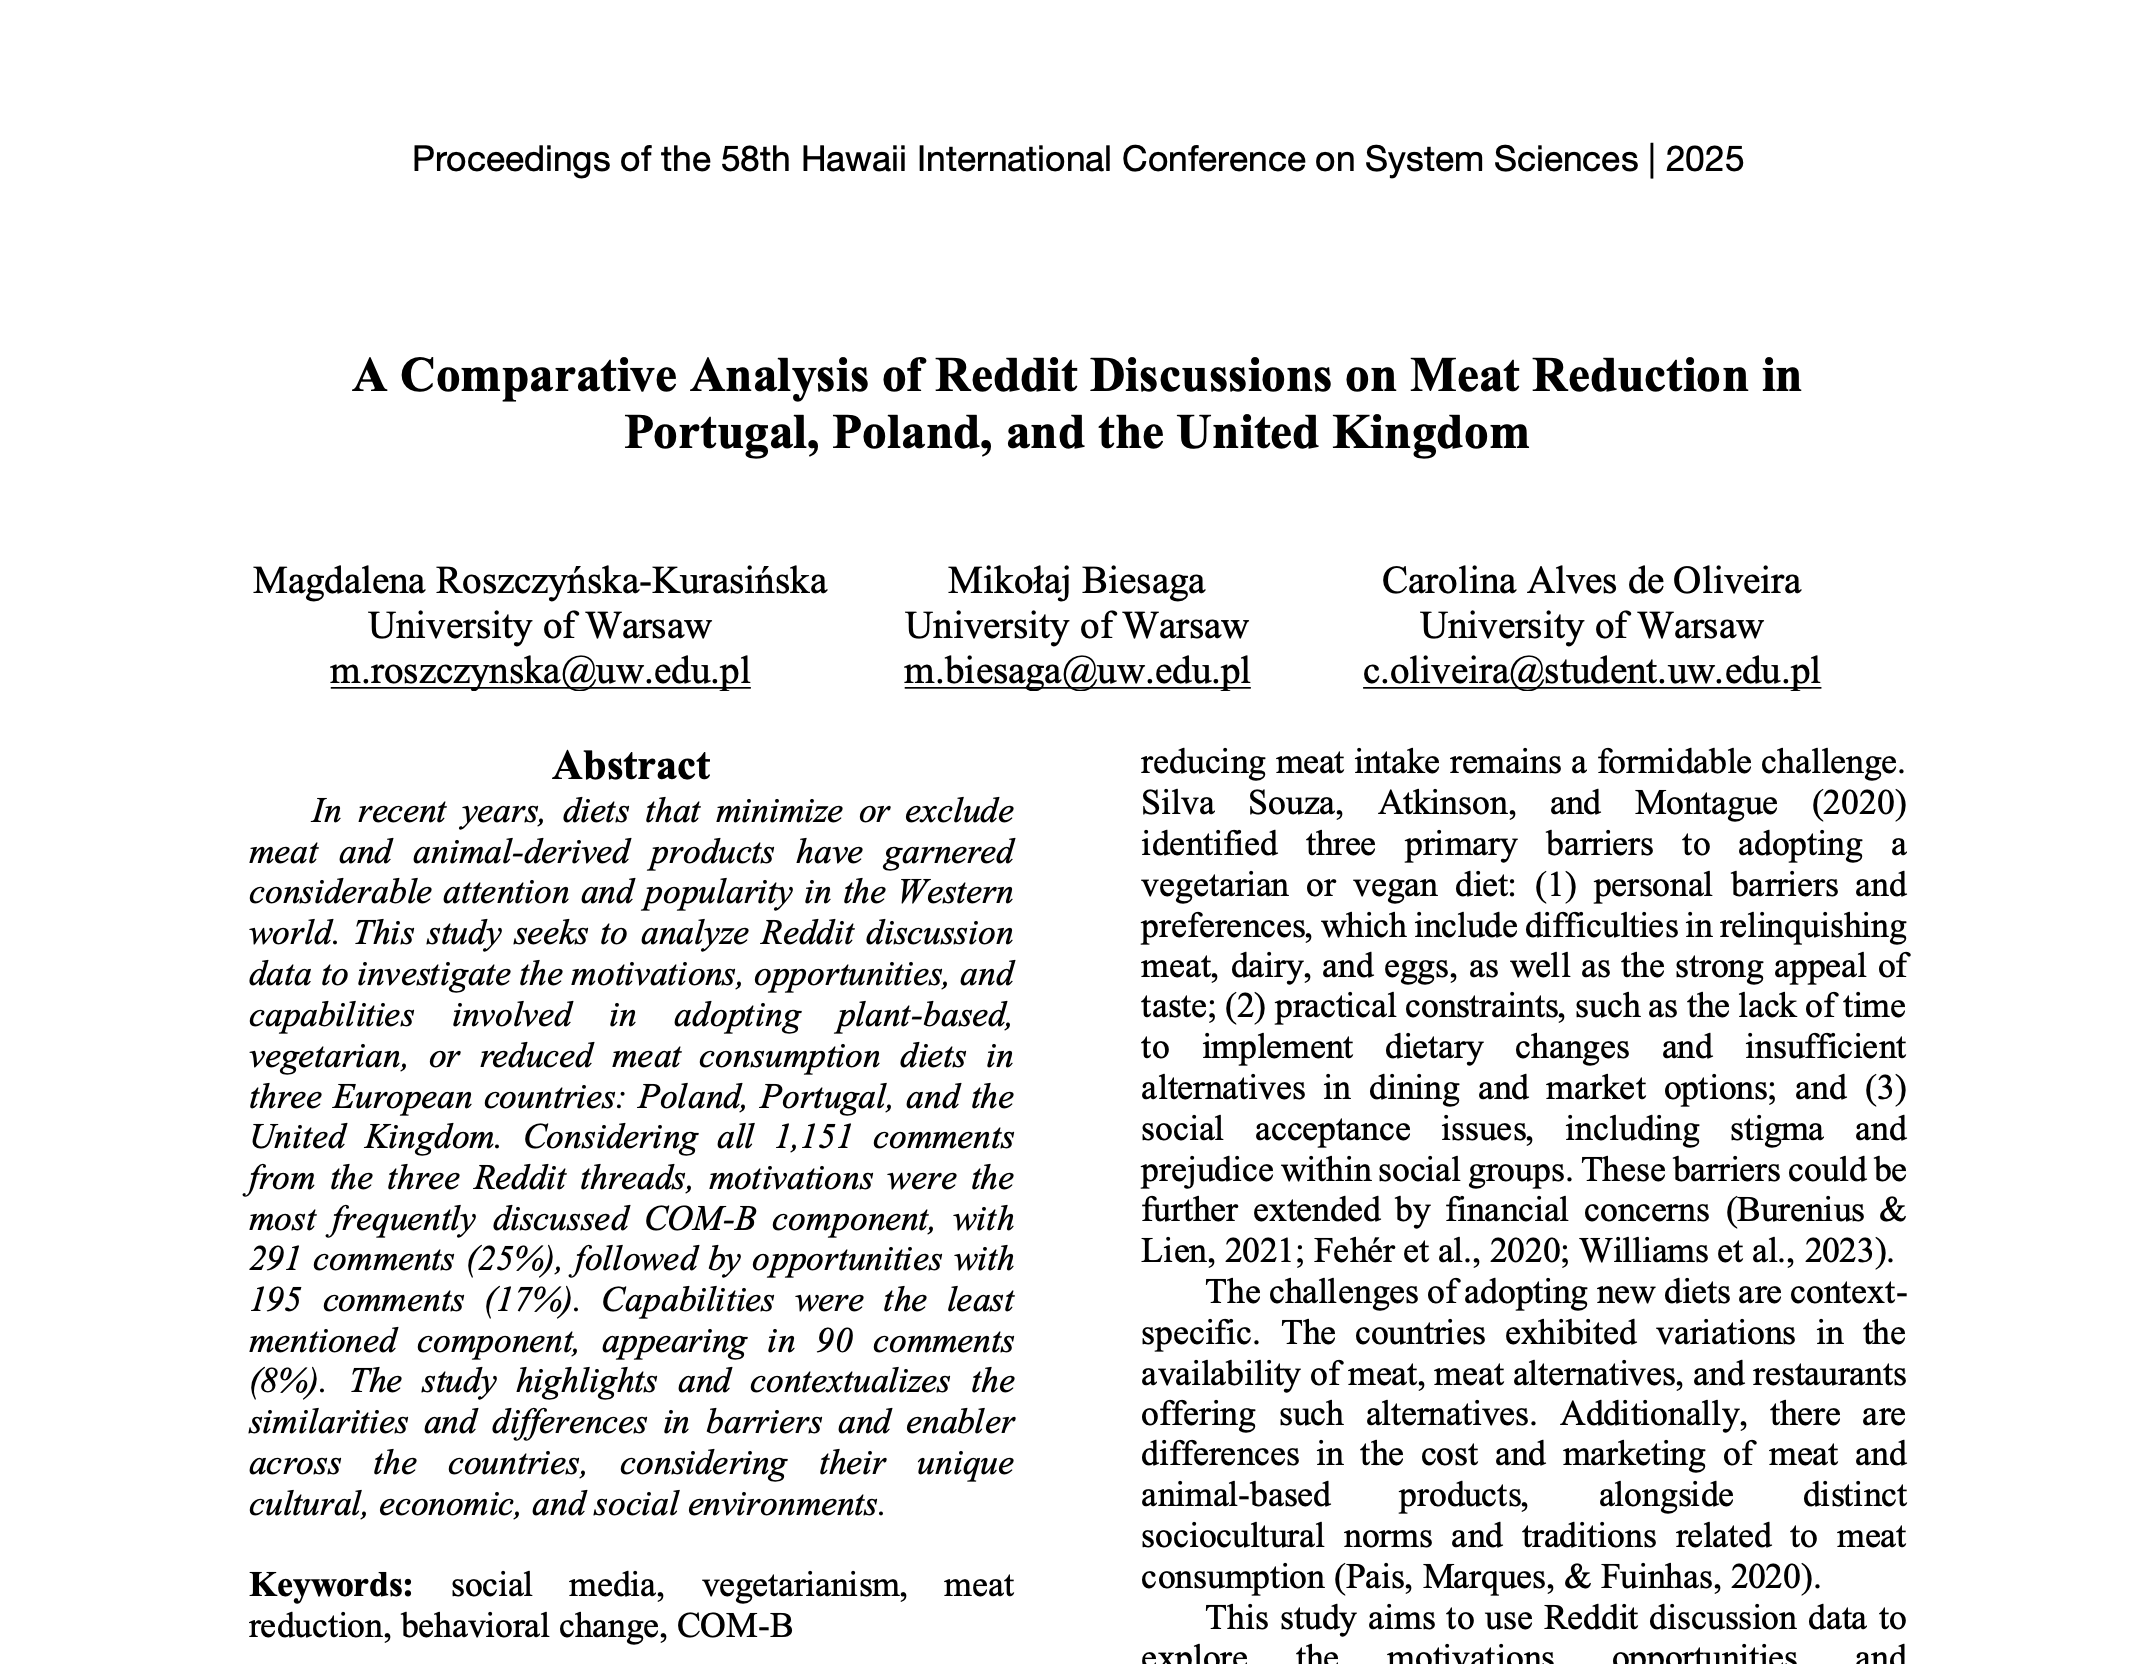 Proceedings of the 58th Hawaii International Conference on System Sciences | 2025
A Comparative Analysis of Reddit Discussions on Meat Reduction in
Portugal, Poland, and the United Kingdom
Magdalena Roszczyńska-Kurasińska
University of Warsaw
m.roszczynska@uw.edu.pl
Mikołaj Biesaga
University of Warsaw
m.biesaga@uw.edu.pl
Carolina Alves de Oliveira
University of Warsaw
c.oliveira@student.uw.edu.pl
Abstract
In recent years, diets that minimize or exclude
meat and animal-derived products have garnered
considerable attention and popularity in the Western
world. This study seeks to analyze Reddit discussion
data to investigate the motivations, opportunities, and
capabilities involved in adopting plant-based,
vegetarian, or reduced meat consumption diets in
three European countries: Poland, Portugal, and the
United Kingdom. Considering all 1,151 comments
from the three Reddit threads, motivations were the
most frequently discussed COM-B component, with
291 comments (25%), followed by opportunities with
195 comments (17%). Capabilities were the least
mentioned component, appearing in 90 comments
(8%). The study highlights and contextualizes the
similarities and differences in barriers and enabler
across the countries, considering their unique
cultural, economic, and social environments.
Keywords: social media, vegetarianism, meat
reduction, behavioral change, COM-B
reducing meat intake remains a formidable challenge.
Silva Souza, Atkinson, and Montague (2020)
identified three primary barriers to adopting a
vegetarian or vegan diet: (1) personal barriers and
preferences, which include difficulties in relinquishing
meat, dairy, and eggs, as well as the strong appeal of
taste; (2) practical constraints, such as the lack of time
to implement dietary changes and insufficient
alternatives in dining and market options; and (3)
social acceptance issues, including stigma and
prejudice within social groups. These barriers could be
further extended by financial concerns (Burenius &
Lien, 2021; Fehér et al., 2020; Williams et al., 2023).
The challenges of adopting new diets are context-
specific. The countries exhibited variations in the
availability of meat, meat alternatives, and restaurants
offering such alternatives. Additionally, there are
differences in the cost and marketing of meat and
animal-based products, alongside distinct
sociocultural norms and traditions related to meat
consumption (Pais, Marques, & Fuinhas, 2020).
This study aims to use Reddit discussion data to
explore the motivations, opportunities, and